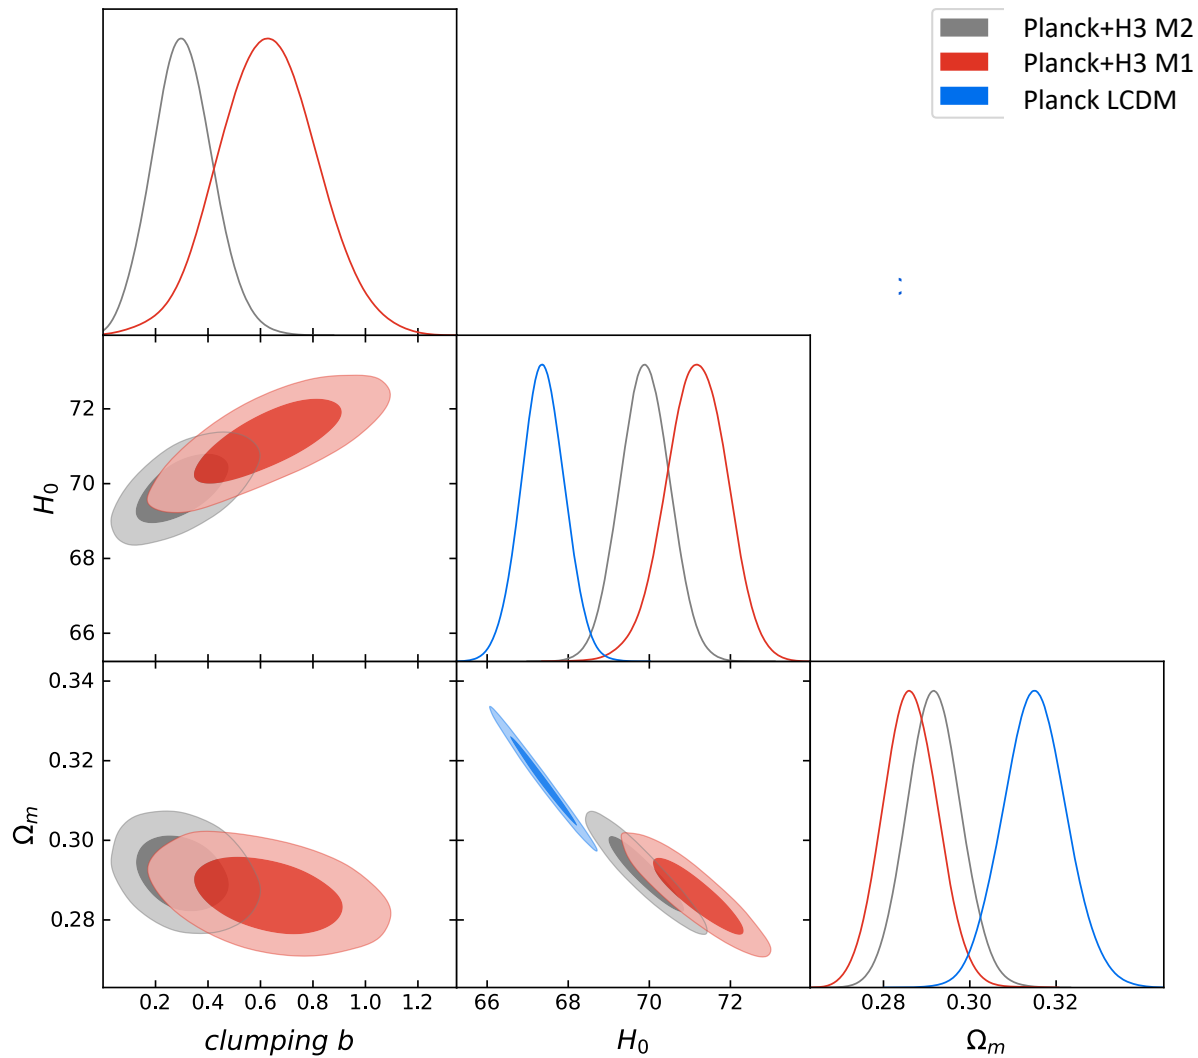 Planck+H3 M2
Planck+H3 M1
Planck LCDM
72
70
68
66
H₀
0.34
0.32
0.30
0.28
Ωₘ
0.2 0.4 0.6 0.8 1.0 1.2
66 68 70 72
0.28 0.30 0.32
clumping b
H₀
Ωₘ